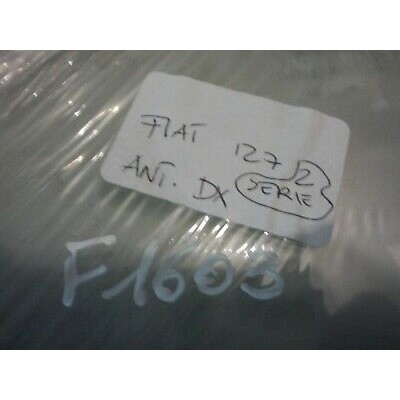 FIAT 127/2
ANT. DX SERIE
F1603